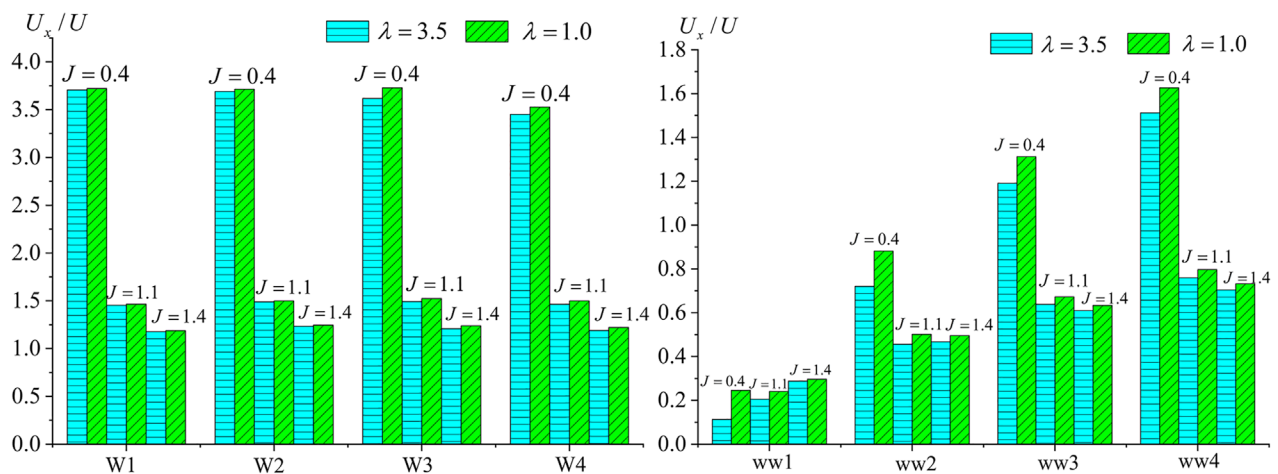 U_x / U
λ = 3.5 λ = 1.0
4.0
3.5
3.0
2.5
2.0
1.5
1.0
0.5
0.0
J = 0.4 J = 0.4 J = 0.4 J = 0.4
J = 1.1 J = 1.1 J = 1.1 J = 1.1
J = 1.4 J = 1.4 J = 1.4 J = 1.4
W1 W2 W3 W4
U_x / U
λ = 3.5 λ = 1.0
1.8
1.6
1.4
1.2
1.0
0.8
0.6
0.4
0.2
0.0
J = 0.4 J = 1.1 J = 1.4
J = 0.4 J = 1.1 J = 1.4
J = 0.4 J = 1.1 J = 1.4
J = 0.4 J = 1.1 J = 1.4
ww1 ww2 ww3 ww4